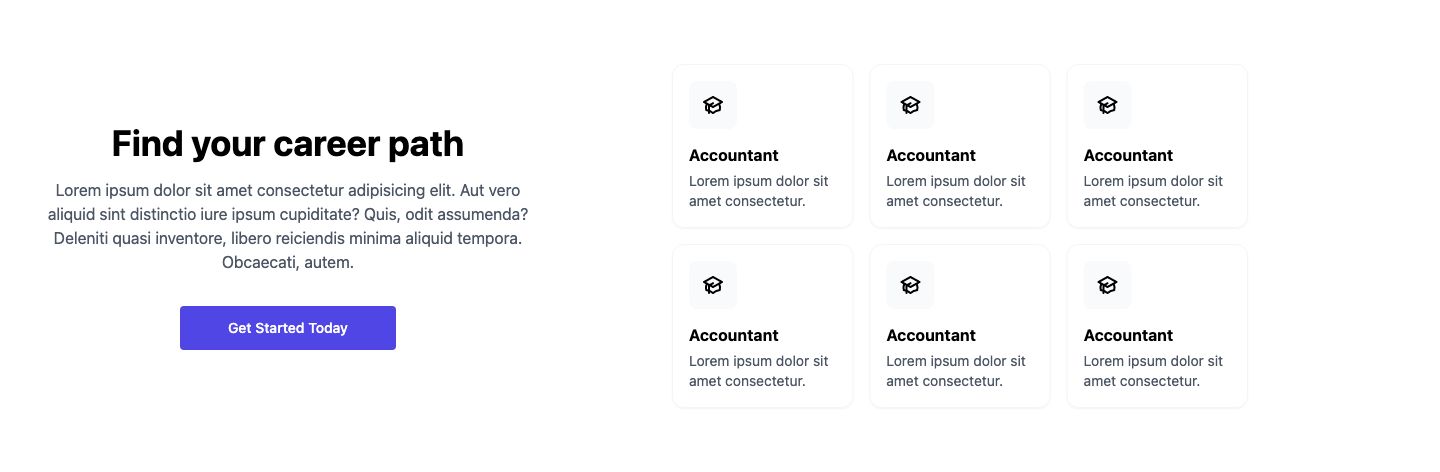 Find your career path
Lorem ipsum dolor sit amet consectetur adipisicing elit. Aut vero
aliquid sint distinctio iure ipsum cupiditate? Quis, odit assumenda?
Deleniti quasi inventore, libero reiciendis minima aliquid tempora.
Obcaecati, autem.
Get Started Today
Accountant
Lorem ipsum dolor sit
amet consectetur.
Accountant
Lorem ipsum dolor sit
amet consectetur.
Accountant
Lorem ipsum dolor sit
amet consectetur.
Accountant
Lorem ipsum dolor sit
amet consectetur.
Accountant
Lorem ipsum dolor sit
amet consectetur.
Accountant
Lorem ipsum dolor sit
amet consectetur.